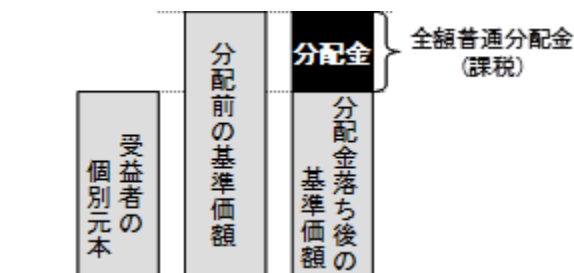 受益者の
個別元本
分配前の基準価額
分配金
分配金落ち後の
基準価額
全額普通分配金
(課税)